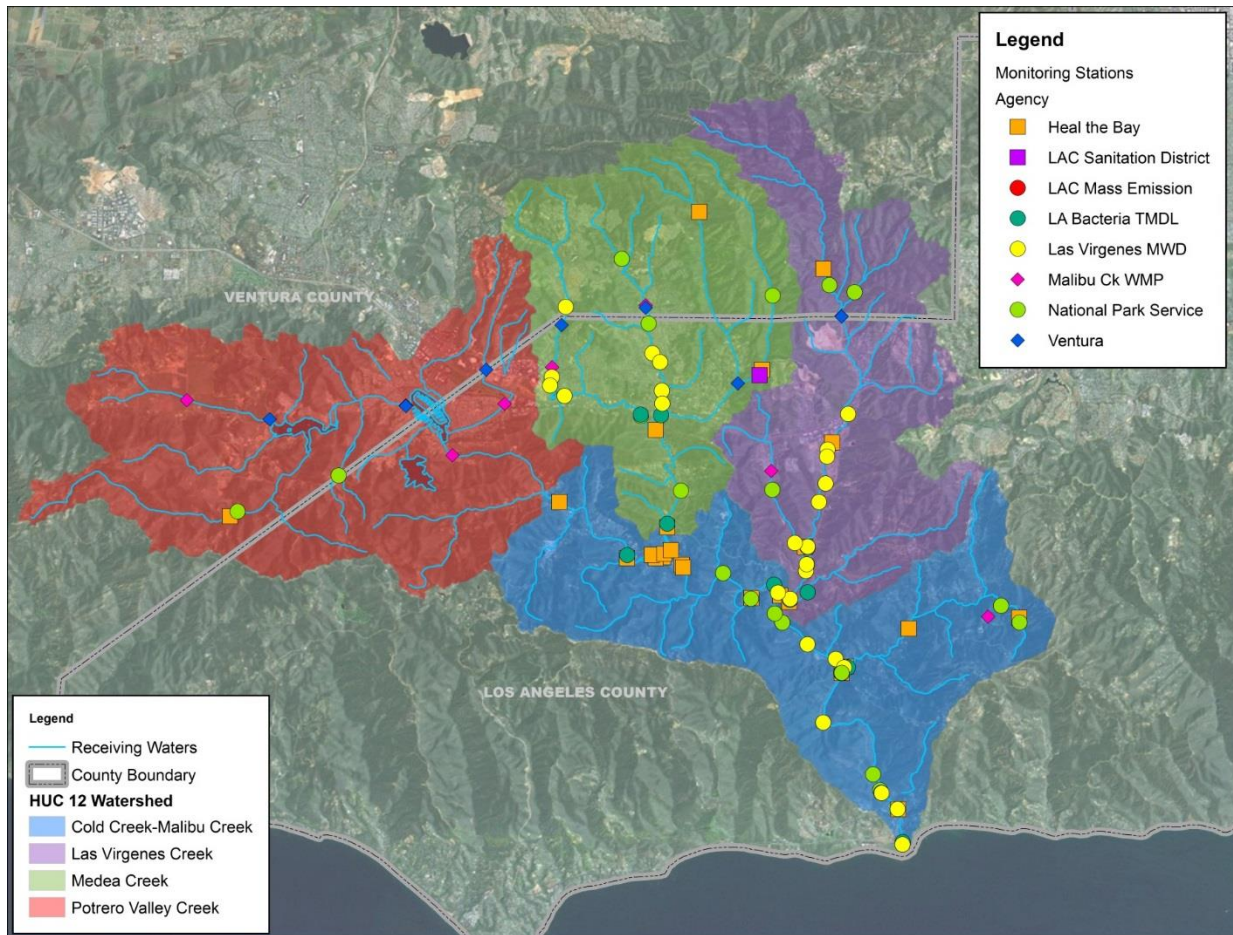 Legend
Monitoring Stations
Agency
Heal the Bay
LAC Sanitation District
LAC Mass Emission
LA Bacteria TMDL
Las Virgenes MWD
Malibu Ck WMP
National Park Service
Ventura
VENTURA COUNTY
LOS ANGELES COUNTY
Legend
Receiving Waters
County Boundary
HUC 12 Watershed
Cold Creek-Malibu Creek
Las Virgenes Creek
Medea Creek
Potrero Valley Creek